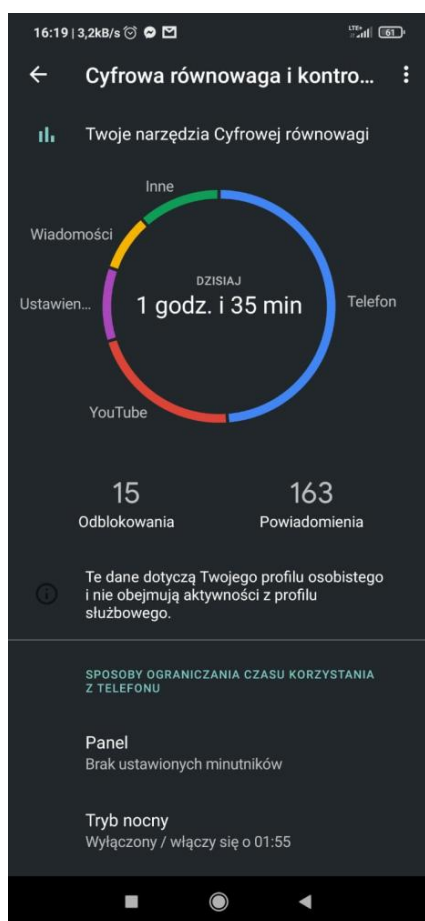 16:19 | 3,2kB/s
LTE+
61
Cyfrowa równowaga i kontro...
Twoje narzędzia Cyfrowej równowagi
Inne
Wiadomości
DZISIAJ
Ustawien...
1 godz. i 35 min
Telefon
YouTube
15
163
Odblokowania
Powiadomienia
Te dane dotyczą Twojego profilu osobistego
i nie obejmują aktywności z profilu
służbowego.
SPOSOBY OGRANICZANIA CZASU KORZYSTANIA
Z TELEFONU
Panel
Brak ustawionych minutników
Tryb nocny
Wyłączony / włączy się o 01:55